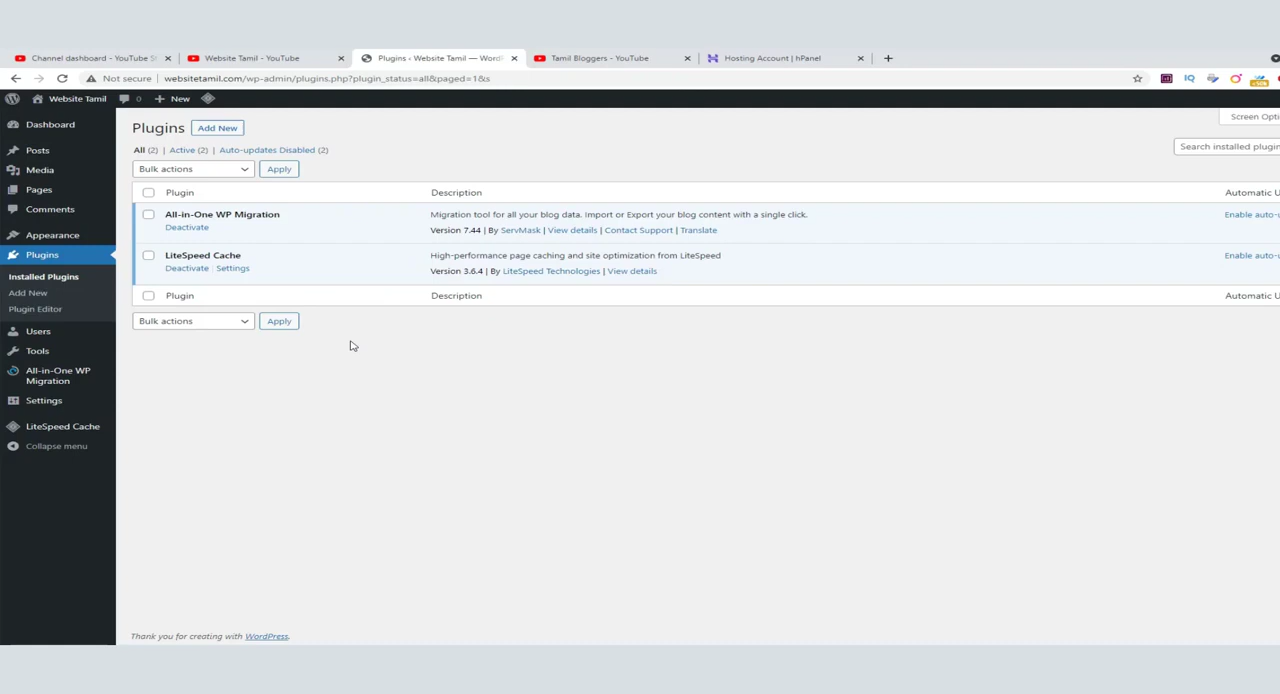 Channel dashboard - YouTube St
Website Tamil - YouTube
Plugins ‹ Website Tamil — WordP
Tamil Bloggers - YouTube
Hosting Account | hPanel
Not secure
websitetamil.com/wp-admin/plugins.php?plugin_status=all&paged=1&s
IQ
Website Tamil
0
New
Dashboard
Posts
Media
Pages
Comments
Appearance
Plugins
Installed Plugins
Add New
Plugin Editor
Users
Tools
All-in-One WP
Migration
Settings
LiteSpeed Cache
Collapse menu
Screen Opti
Plugins Add New
All (2) | Active (2) | Auto-updates Disabled (2)
Search installed plugin
Bulk actions Apply
Plugin Description Automatic U
All-in-One WP Migration Migration tool for all your blog data. Import or Export your blog content with a single click. Enable auto-u
Deactivate Version 7.44 | By ServMask | View details | Contact Support | Translate
LiteSpeed Cache High-performance page caching and site optimization from LiteSpeed Enable auto-u
Deactivate | Settings Version 3.6.4 | By LiteSpeed Technologies | View details
Plugin Description Automatic U
Bulk actions Apply
Thank you for creating with WordPress.